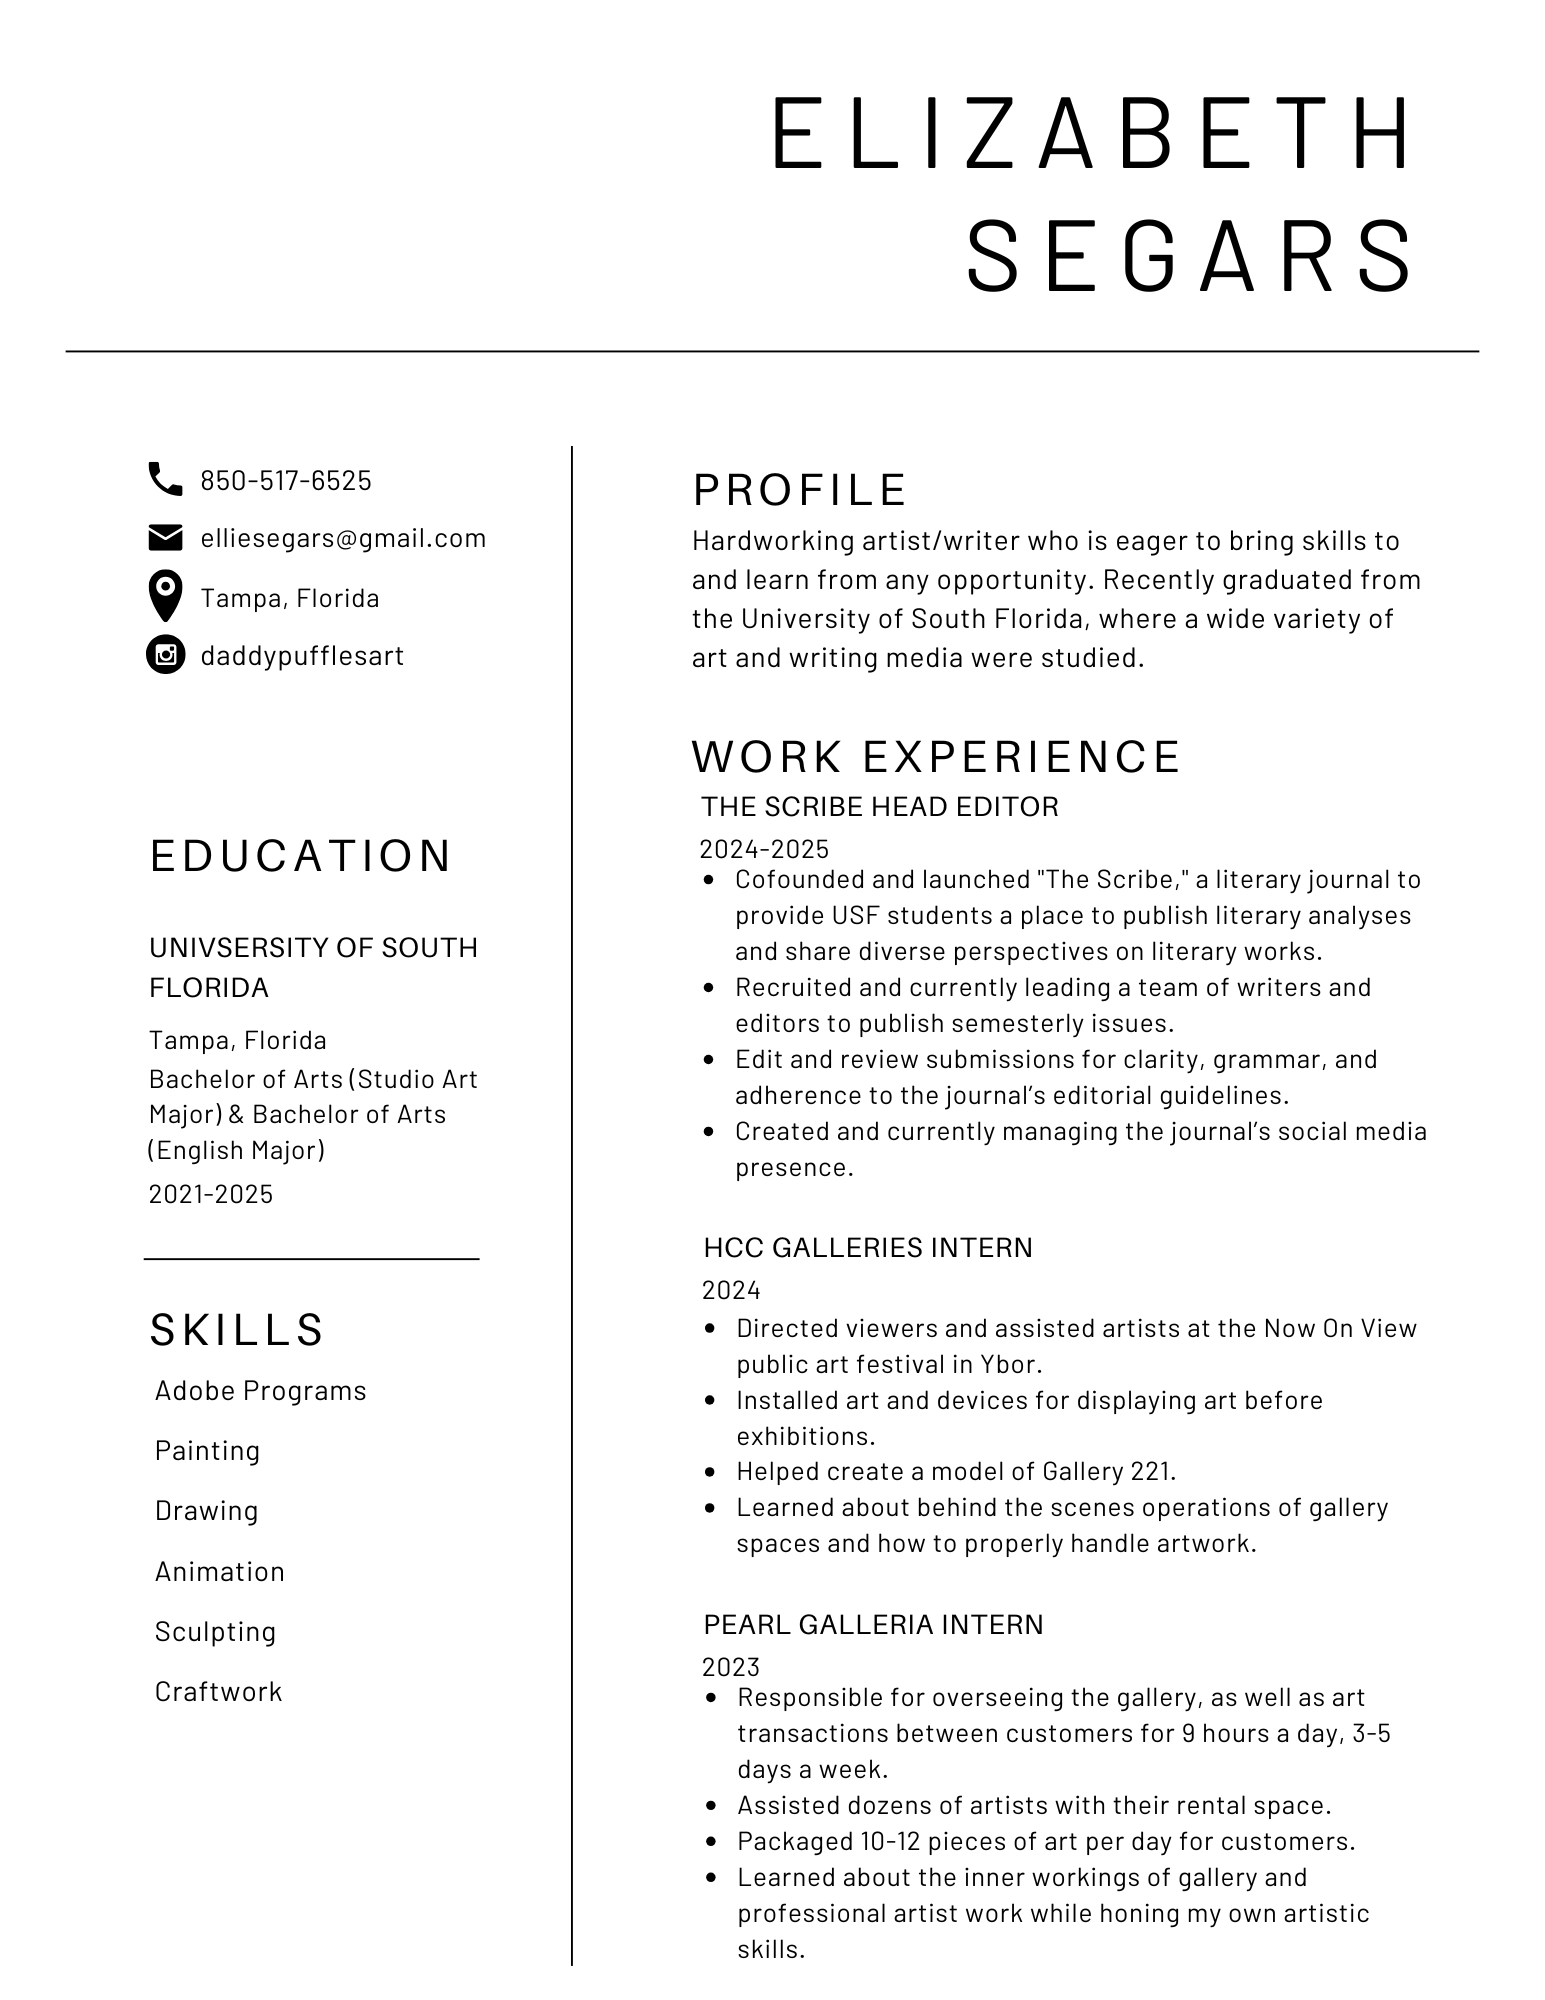 ELIZABETH
SEGARS
850-517-6525
elliesegars@gmail.com
Tampa, Florida
daddypufflesart
EDUCATION
UNIVSERSITY OF SOUTH
FLORIDA
Tampa, Florida
Bachelor of Arts (Studio Art
Major) & Bachelor of Arts
(English Major)
2021-2025
SKILLS
Adobe Programs
Painting
Drawing
Animation
Sculpting
Craftwork
PROFILE
Hardworking artist/writer who is eager to bring skills to
and learn from any opportunity. Recently graduated from
the University of South Florida, where a wide variety of
art and writing media were studied.
WORK EXPERIENCE
THE SCRIBE HEAD EDITOR
2024-2025
• Cofounded and launched "The Scribe," a literary journal to
provide USF students a place to publish literary analyses
and share diverse perspectives on literary works.
• Recruited and currently leading a team of writers and
editors to publish semesterly issues.
• Edit and review submissions for clarity, grammar, and
adherence to the journal’s editorial guidelines.
• Created and currently managing the journal’s social media
presence.
HCC GALLERIES INTERN
2024
• Directed viewers and assisted artists at the Now On View
public art festival in Ybor.
• Installed art and devices for displaying art before
exhibitions.
• Helped create a model of Gallery 221.
• Learned about behind the scenes operations of gallery
spaces and how to properly handle artwork.
PEARL GALLERIA INTERN
2023
• Responsible for overseeing the gallery, as well as art
transactions between customers for 9 hours a day, 3-5
days a week.
• Assisted dozens of artists with their rental space.
• Packaged 10-12 pieces of art per day for customers.
• Learned about the inner workings of gallery and
professional artist work while honing my own artistic
skills.